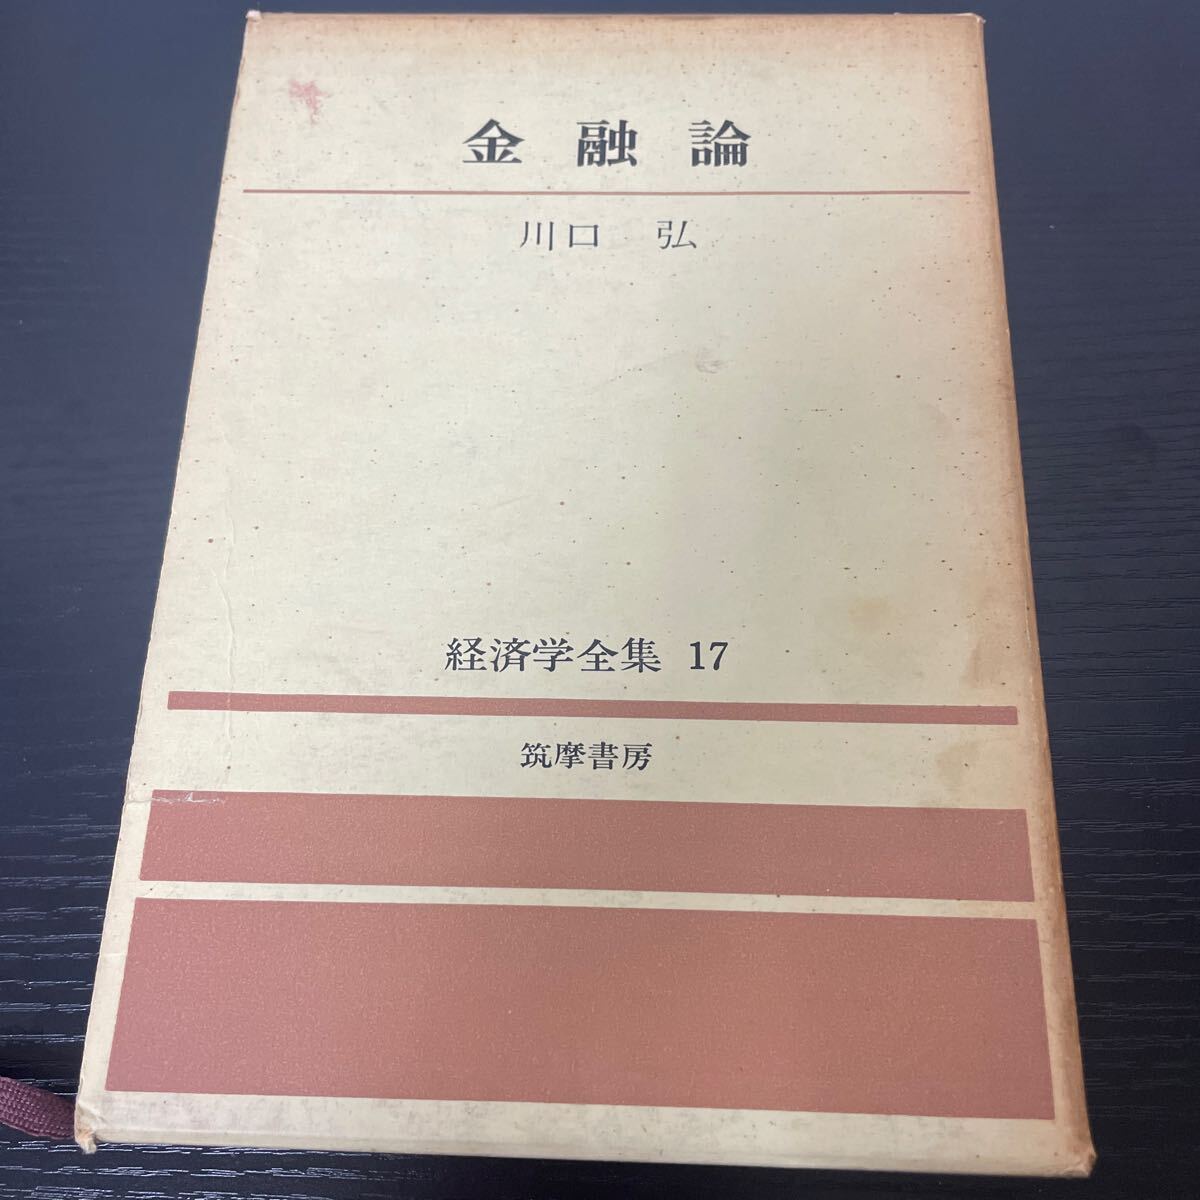 金融論
川口 弘
経済学全集 17
筑摩書房